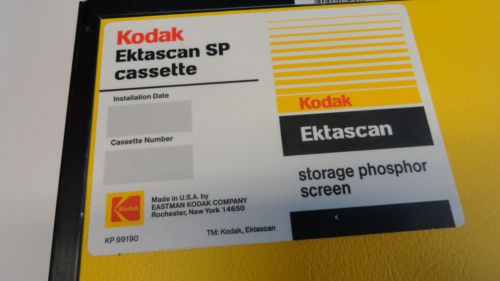 Kodak
Ektascan SP
cassette
Installation Date
Cassette Number
Kodak
Made in U.S.A. by
EASTMAN KODAK COMPANY
Rochester, New York 14650
KP 99190
TM: Kodak, Ektascan
Kodak
Ektascan
storage phosphor
screen